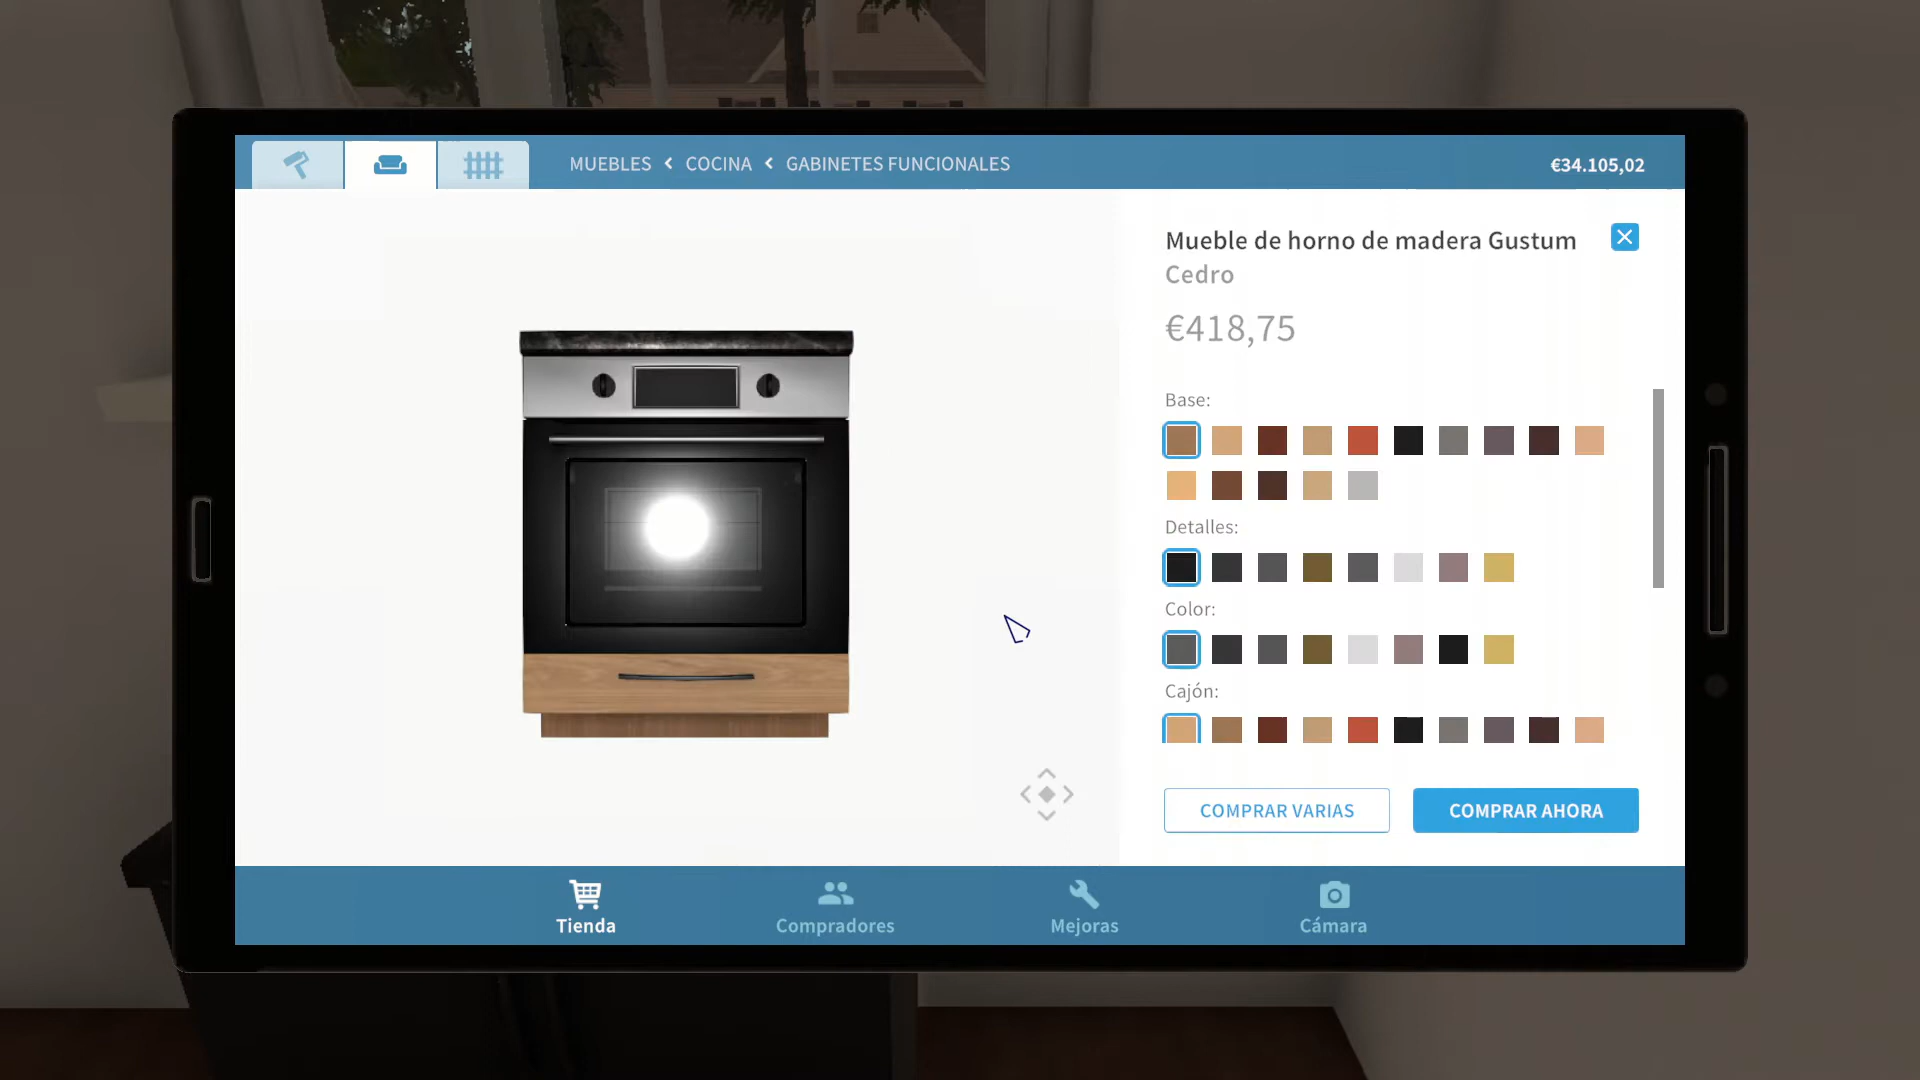 MUEBLES < COCINA < GABINETES FUNCIONALES
€34.105,02
Mueble de horno de madera Gustum
Cedro
€418,75
Base:
Detalles:
Color:
Cajón:
COMPRAR VARIAS
COMPRAR AHORA
Tienda
Compradores
Mejoras
Cámara